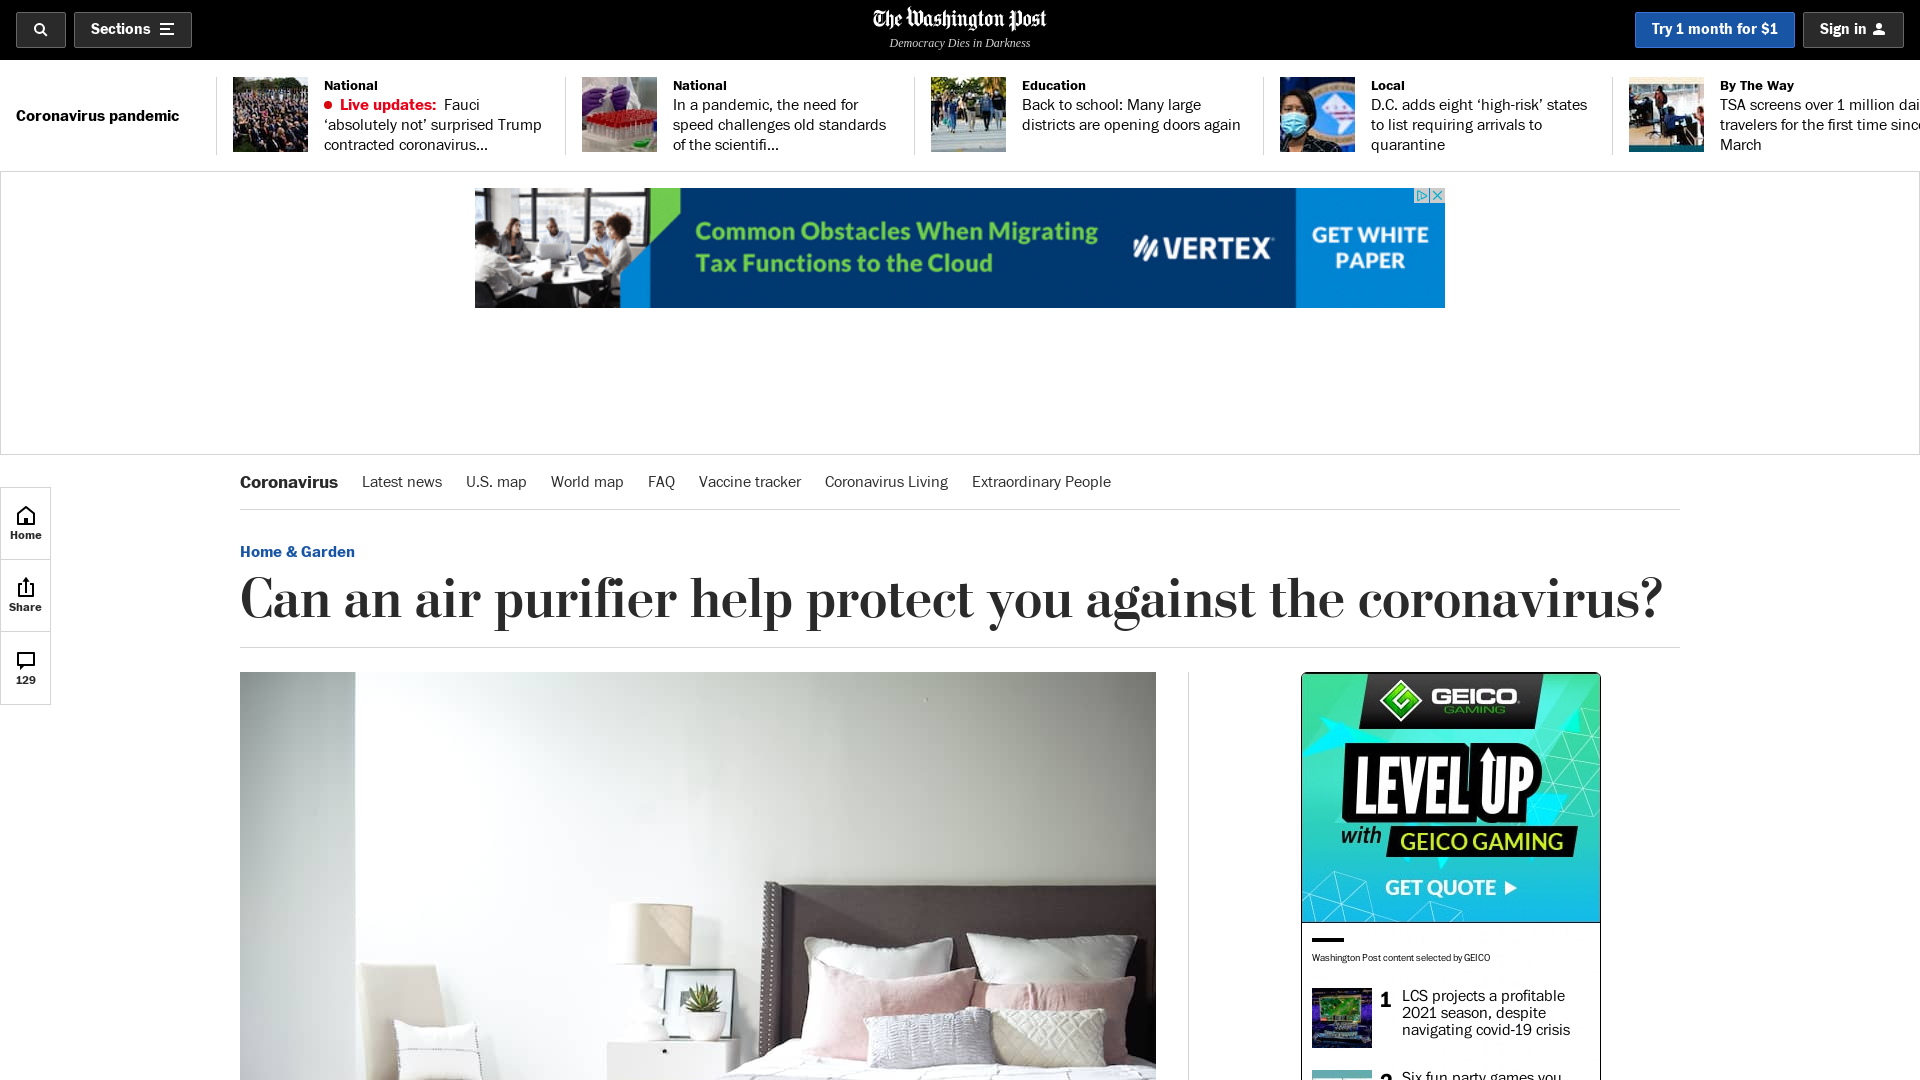 Sections
The Washington Post
Democracy Dies in Darkness
Try 1 month for $1
Sign in
Coronavirus pandemic
National
Live updates: Fauci
‘absolutely not’ surprised Trump
contracted coronavirus...
National
In a pandemic, the need for
speed challenges old standards
of the scientifi...
Education
Back to school: Many large
districts are opening doors again
Local
D.C. adds eight ‘high-risk’ states
to list requiring arrivals to
quarantine
By The Way
TSA screens over 1 million dai
travelers for the first time since
March
Common Obstacles When Migrating
Tax Functions to the Cloud
VERTEX
GET WHITE
PAPER
Coronavirus Latest news U.S. map World map FAQ Vaccine tracker Coronavirus Living Extraordinary People
Home
Share
129
Home & Garden
Can an air purifier help protect you against the coronavirus?
GEICO
GAMING
LEVEL UP
with GEICO GAMING
GET QUOTE
Washington Post content selected by GEICO
1 LCS projects a profitable
2021 season, despite
navigating covid-19 crisis
2 Six fun party games you